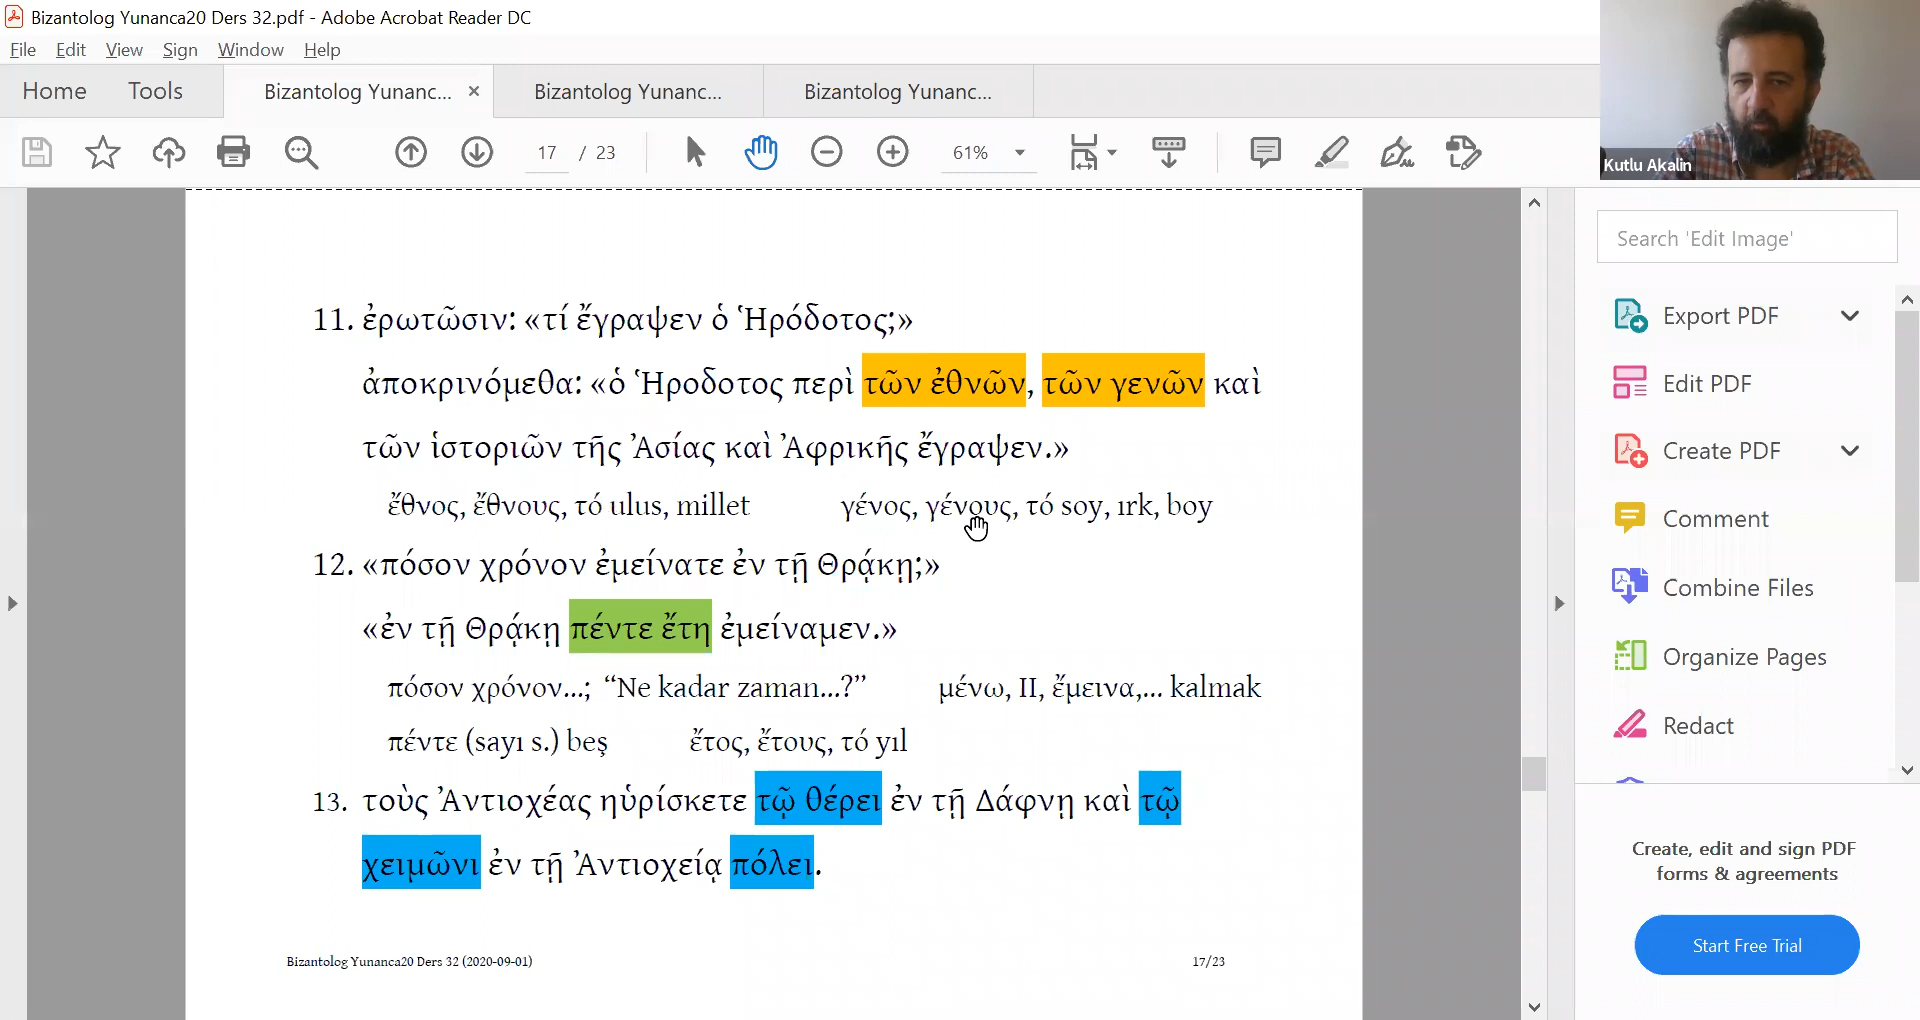 Bizantolog Yunanca20 Ders 32.pdf - Adobe Acrobat Reader DC
File Edit View Sign Window Help
Home Tools Bizantolog Yunanc... × Bizantolog Yunanc... Bizantolog Yunanc...
17 / 23 61%
Kutlu Akalin
Search 'Edit Image'
11. ἐρωτῶσιν: «τί ἔγραψεν ὁ Ἡρόδοτος;»
ἀποκρινόμεθα: «ὁ Ἡροδοτος περὶ τῶν ἐθνῶν, τῶν γενῶν καὶ
τῶν ἱστοριῶν τῆς Ἀσίας καὶ Ἀφρικῆς ἔγραψεν.»
ἔθνος, ἔθνους, τό ulus, millet γένος, γένους, τό soy, ırk, boy
12. «πόσον χρόνον ἐμείνατε ἐν τῇ Θρᾴκῃ;»
«ἐν τῇ Θρᾴκῃ πέντε ἔτη ἐμείναμεν.»
πόσον χρόνον...; “Ne kadar zaman...?” μένω, II, ἔμεινα,... kalmak
πέντε (sayı s.) beş ἔτος, ἔτους, τό yıl
13. τοὺς Ἀντιοχέας ηὑρίσκετε τῷ θέρει ἐν τῇ Δάφνῃ καὶ τῷ
χειμῶνι ἐν τῇ Ἀντιοχείᾳ πόλει.
Bizantolog Yunanca20 Ders 32 (2020-09-01) 17/23
Export PDF
Edit PDF
Create PDF
Comment
Combine Files
Organize Pages
Redact
Create, edit and sign PDF
forms & agreements
Start Free Trial